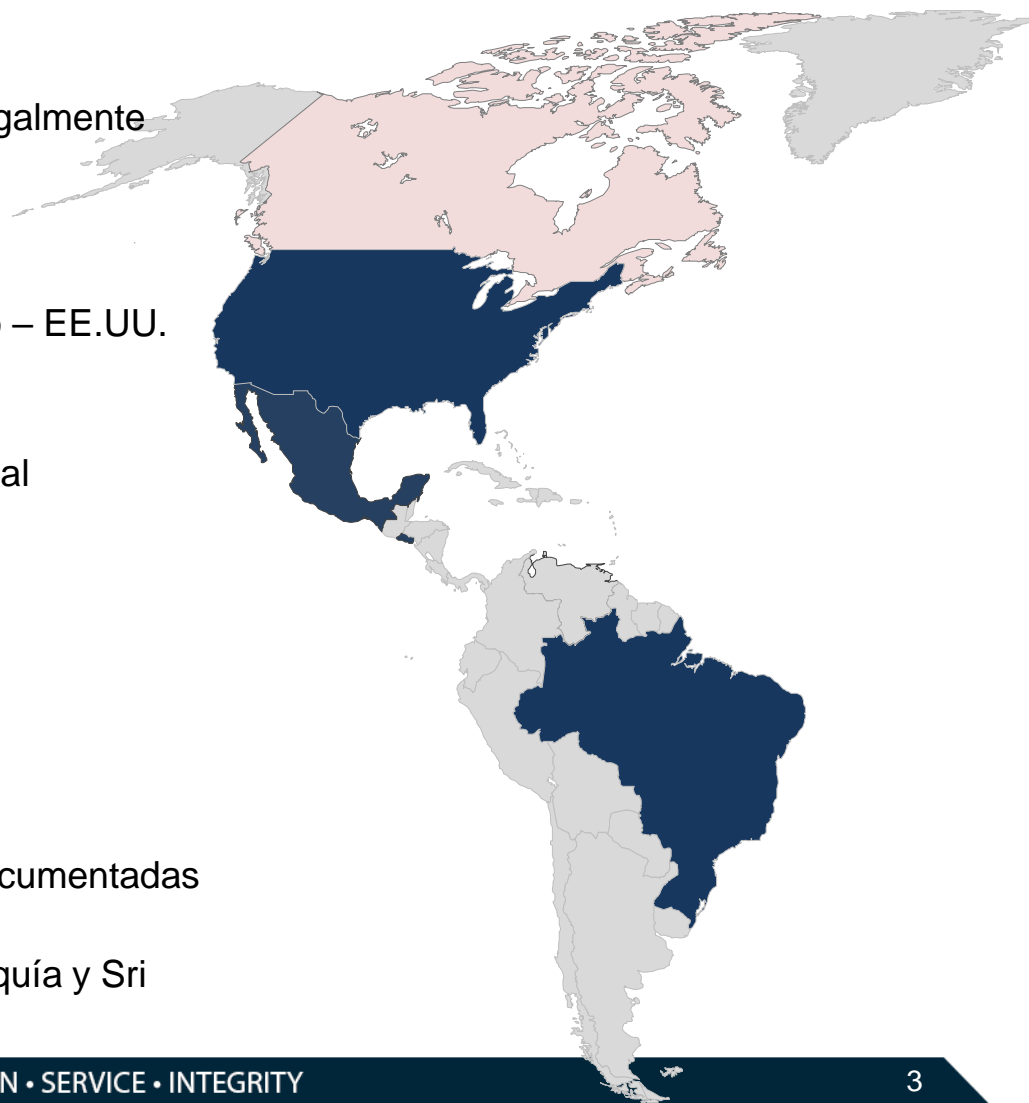 galmente
– EE.UU.
al
cumentadas
quía y Sri
N • SERVICE • INTEGRITY
3